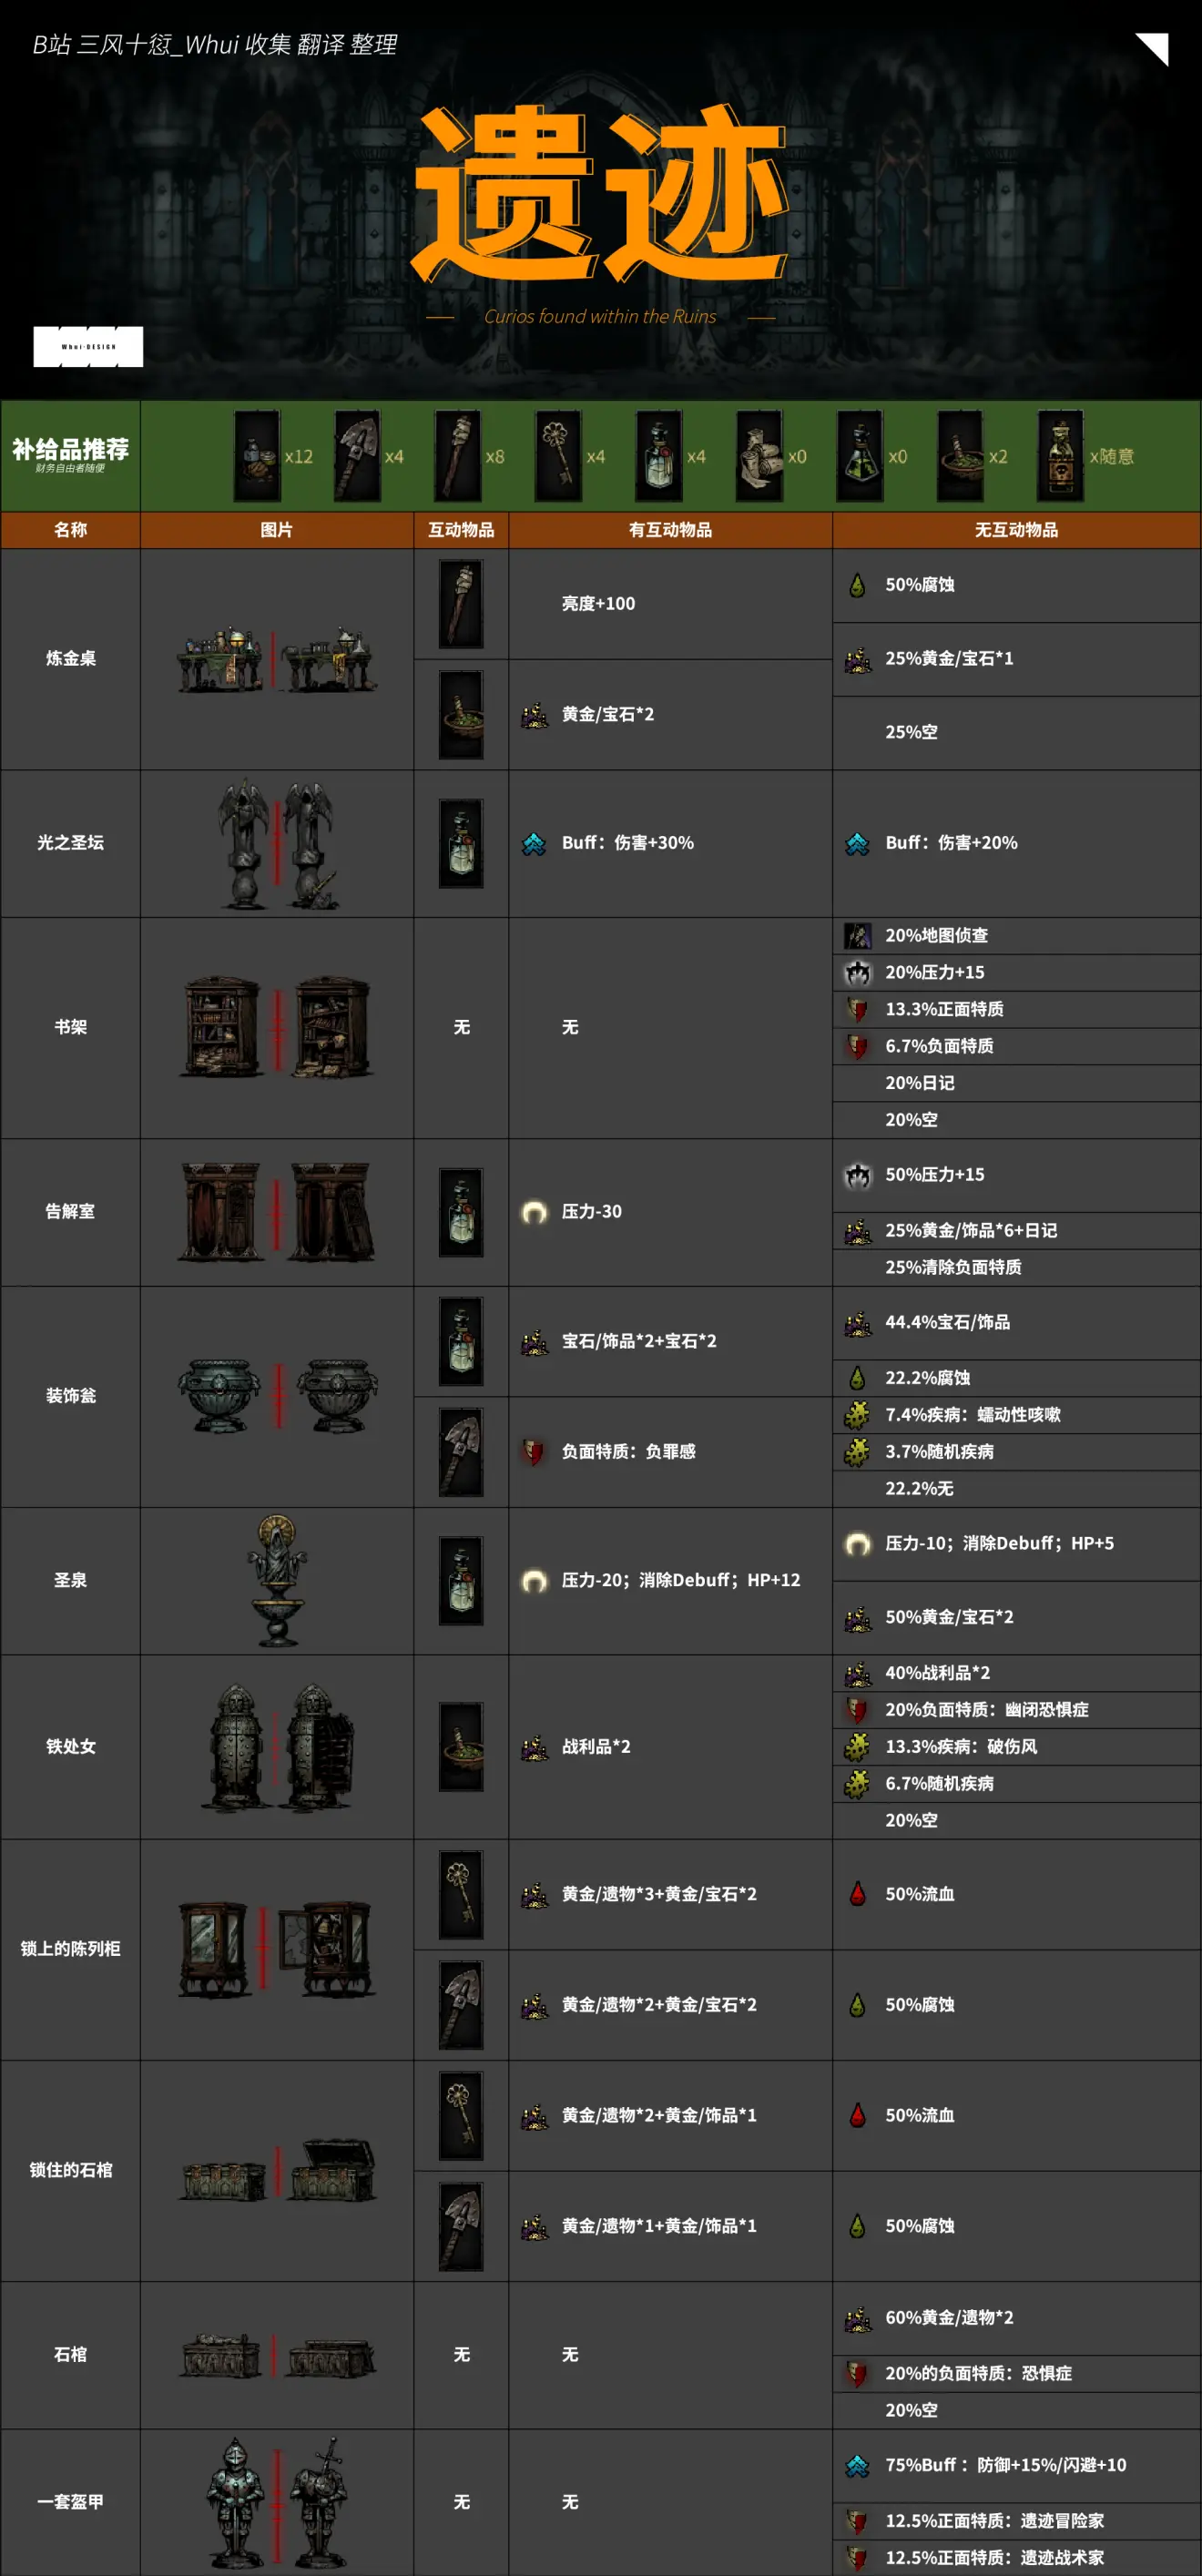 B站 三风十愆_Whui 收集 翻译 整理
遗迹
Curios found within the Ruins
Whui·DESIGN
补给品推荐
财务自由者随便
x12
x4
x8
x4
x4
x0
x0
x2
x随意
名称 图片 互动物品 有互动物品 无互动物品
炼金桌
亮度+100
黄金/宝石*2
50%腐蚀
25%黄金/宝石*1
25%空
光之圣坛
Buff：伤害+30%
Buff：伤害+20%
书架
无
无
20%地图侦查
20%压力+15
13.3%正面特质
6.7%负面特质
20%日记
20%空
告解室
压力-30
50%压力+15
25%黄金/饰品*6+日记
25%清除负面特质
装饰瓮
宝石/饰品*2+宝石*2
负面特质：负罪感
44.4%宝石/饰品
22.2%腐蚀
7.4%疾病：蠕动性咳嗽
3.7%随机疾病
22.2%无
圣泉
压力-20；消除Debuff；HP+12
压力-10；消除Debuff；HP+5
50%黄金/宝石*2
铁处女
战利品*2
40%战利品*2
20%负面特质：幽闭恐惧症
13.3%疾病：破伤风
6.7%随机疾病
20%空
锁上的陈列柜
黄金/遗物*3+黄金/宝石*2
黄金/遗物*2+黄金/宝石*2
50%流血
50%腐蚀
锁住的石棺
黄金/遗物*2+黄金/饰品*1
黄金/遗物*1+黄金/饰品*1
50%流血
50%腐蚀
石棺
无
无
60%黄金/遗物*2
20%的负面特质：恐惧症
20%空
一套盔甲
无
无
75%Buff：防御+15%/闪避+10
12.5%正面特质：遗迹冒险家
12.5%正面特质：遗迹战术家